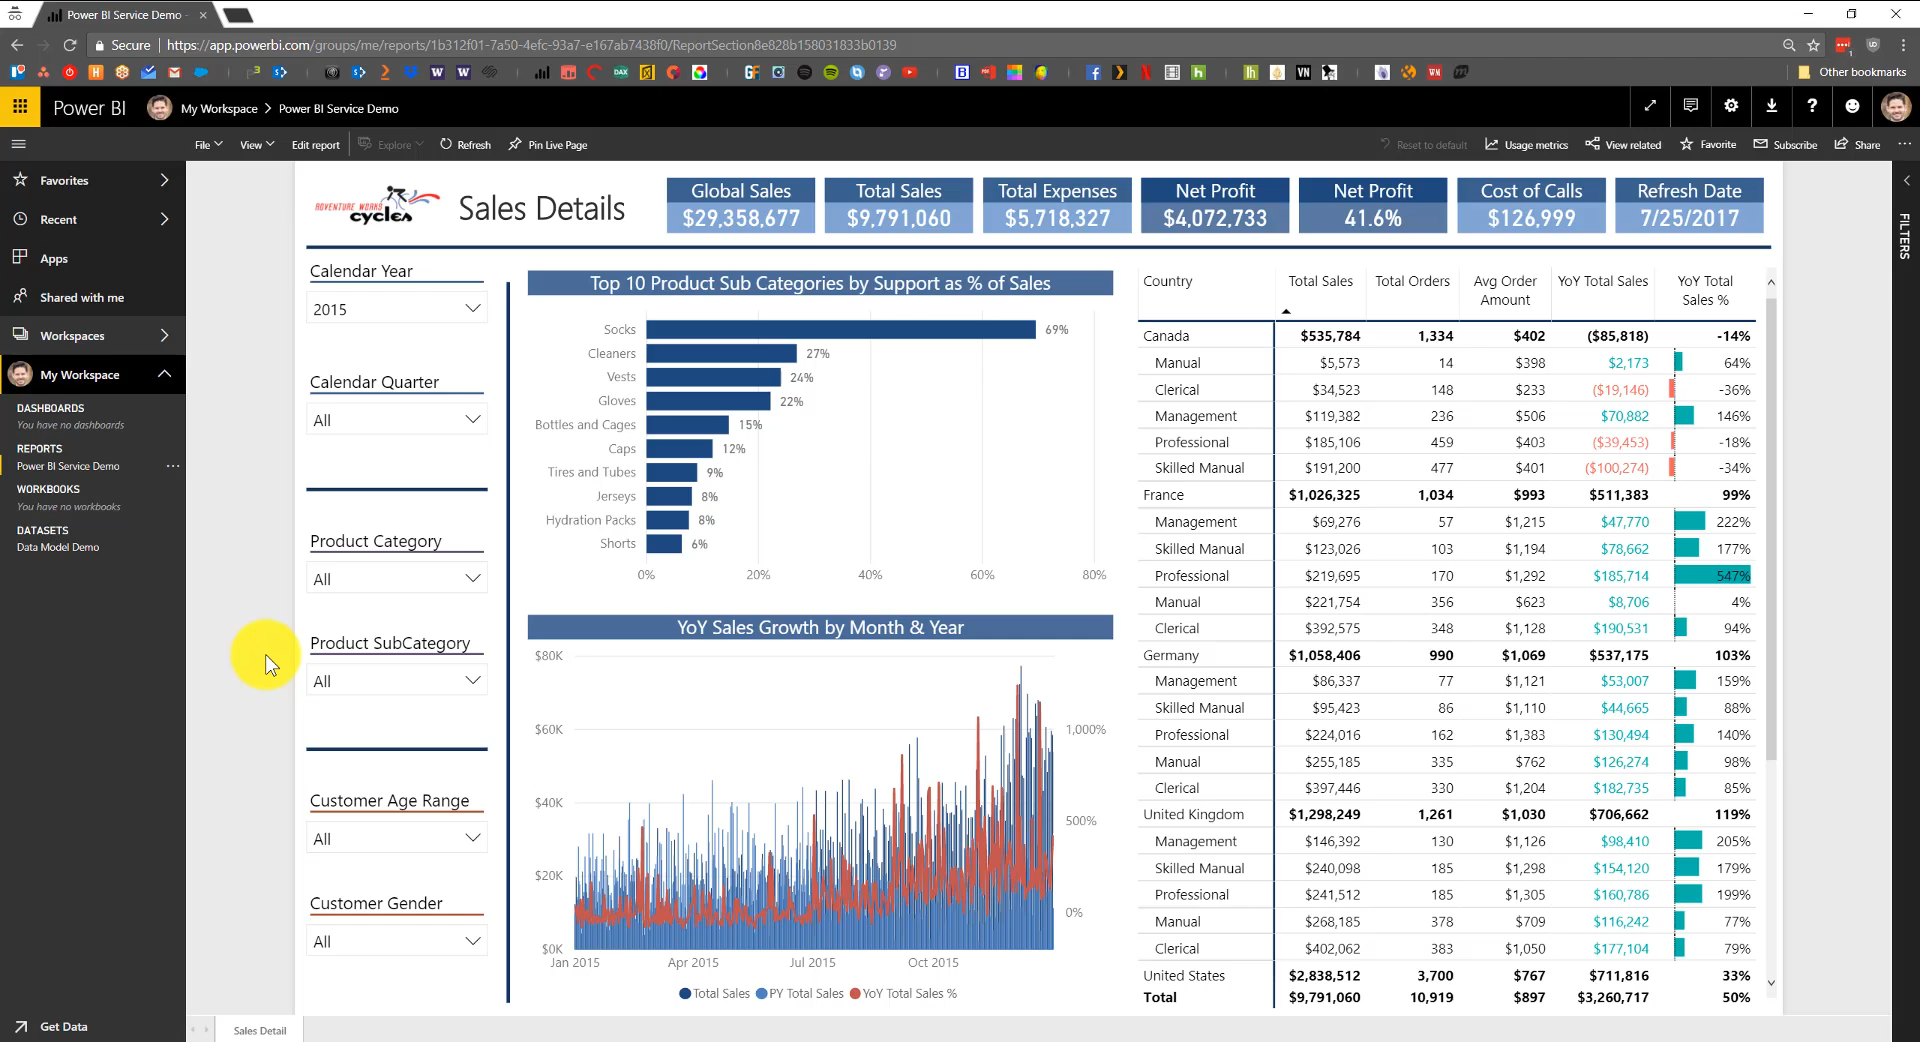 Power BI Service Demo -
Secure | https://app.powerbi.com/groups/me/reports/1b312f01-7a50-4efc-93a7-e167ab7438f0/ReportSection8e828b158031833b0139
Other bookmarks
Power BI My Workspace > Power BI Service Demo
File View Edit report Explore Refresh Pin Live Page Reset to default Usage metrics View related Favorite Subscribe Share ...
Favorites
Recent
Apps
Shared with me
Workspaces
My Workspace
DASHBOARDS
You have no dashboards
REPORTS
Power BI Service Demo ...
WORKBOOKS
You have no workbooks
DATASETS
Data Model Demo
Get Data
ADVENTURE WORKS
cycles
Sales Details
Global Sales
$29,358,677
Total Sales
$9,791,060
Total Expenses
$5,718,327
Net Profit
$4,072,733
Net Profit
41.6%
Cost of Calls
$126,999
Refresh Date
7/25/2017
FILTERS
Calendar Year
2015
Calendar Quarter
All
Product Category
All
Product SubCategory
All
Customer Age Range
All
Customer Gender
All
Top 10 Product Sub Categories by Support as % of Sales
Socks 69%
Cleaners 27%
Vests 24%
Gloves 22%
Bottles and Cages 15%
Caps 12%
Tires and Tubes 9%
Jerseys 8%
Hydration Packs 8%
Shorts 6%
0% 20% 40% 60% 80%
YoY Sales Growth by Month & Year
$80K
$60K 1,000%
$40K 500%
$20K
0%
$0K
Jan 2015 Apr 2015 Jul 2015 Oct 2015
Total Sales PY Total Sales YoY Total Sales %
Country Total Sales Total Orders Avg Order Amount YoY Total Sales YoY Total Sales %
Canada $535,784 1,334 $402 ($85,818) -14%
Manual $5,573 14 $398 $2,173 64%
Clerical $34,523 148 $233 ($19,146) -36%
Management $119,382 236 $506 $70,882 146%
Professional $185,106 459 $403 ($39,453) -18%
Skilled Manual $191,200 477 $401 ($100,274) -34%
France $1,026,325 1,034 $993 $511,383 99%
Management $69,276 57 $1,215 $47,770 222%
Skilled Manual $123,026 103 $1,194 $78,662 177%
Professional $219,695 170 $1,292 $185,714 547%
Manual $221,754 356 $623 $8,706 4%
Clerical $392,575 348 $1,128 $190,531 94%
Germany $1,058,406 990 $1,069 $537,175 103%
Management $86,337 77 $1,121 $53,007 159%
Skilled Manual $95,423 86 $1,110 $44,665 88%
Professional $224,016 162 $1,383 $130,494 140%
Manual $255,185 335 $762 $126,274 98%
Clerical $397,446 330 $1,204 $182,735 85%
United Kingdom $1,298,249 1,261 $1,030 $706,662 119%
Management $146,392 130 $1,126 $98,410 205%
Skilled Manual $240,098 185 $1,298 $154,120 179%
Professional $241,512 185 $1,305 $160,786 199%
Manual $268,185 378 $709 $116,242 77%
Clerical $402,062 383 $1,050 $177,104 79%
United States $2,838,512 3,700 $767 $711,816 33%
Total $9,791,060 10,919 $897 $3,260,717 50%
Sales Detail